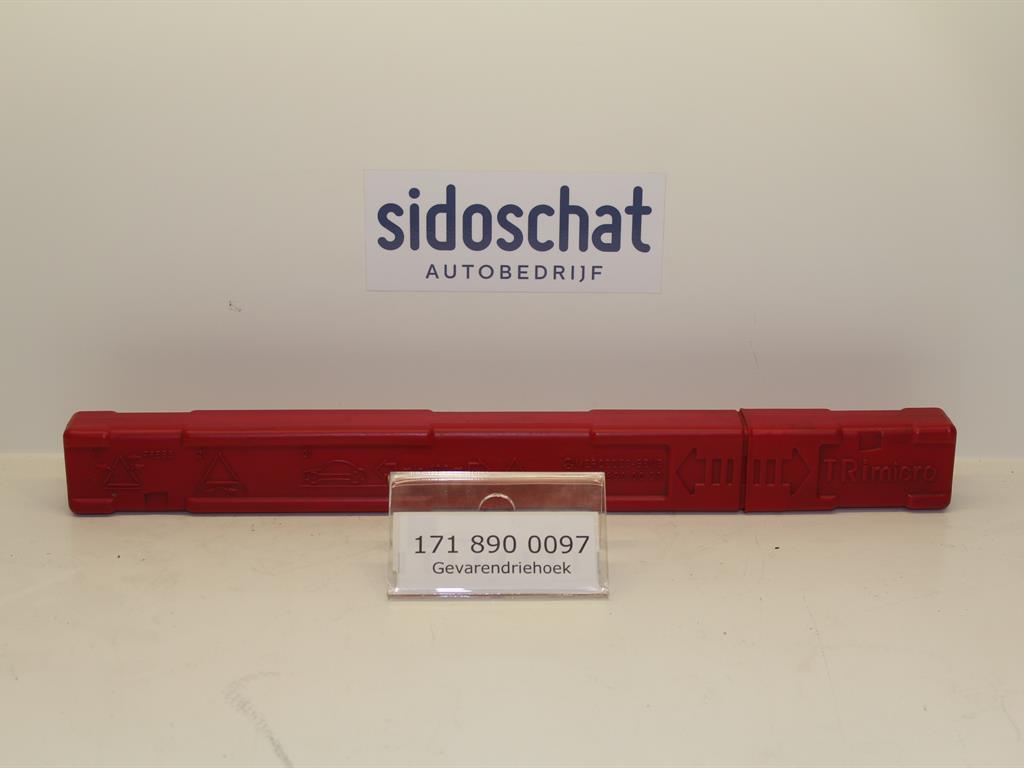 sidoschat
AUTOBEDRIJF
TRimicro
171 890 0097
Gevarendriehoek